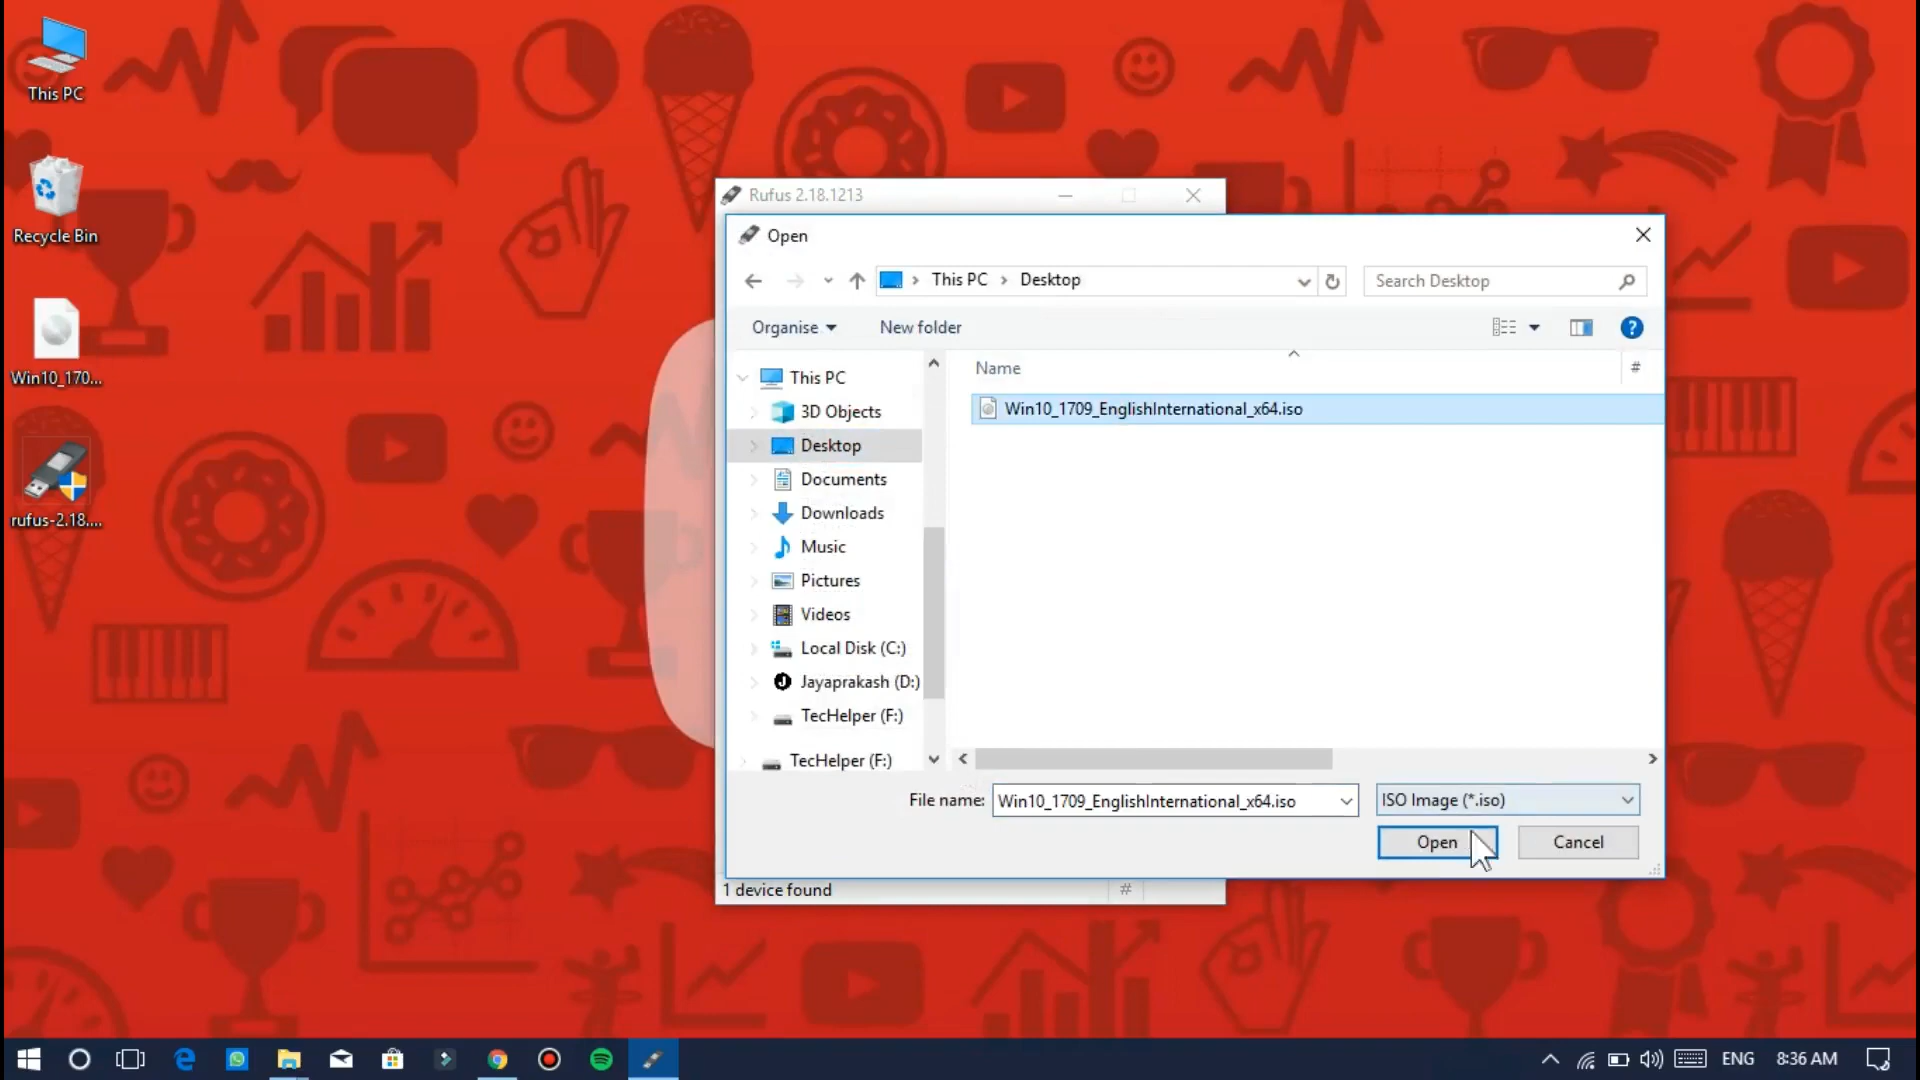 This PC
Recycle Bin
Win10_170...
rufus-2.18....
Rufus 2.18.1213
Open
This PC
Desktop
Search Desktop
Organise
New folder
?
This PC
3D Objects
Desktop
Documents
Downloads
Music
Pictures
Videos
Local Disk (C:)
Jayaprakash (D:)
TecHelper (F:)
TecHelper (F:)
Name
#
Win10_1709_EnglishInternational_x64.iso
File name:
Win10_1709_EnglishInternational_x64.iso
ISO Image (*.iso)
Open
Cancel
1 device found
#
ENG
8:36 AM